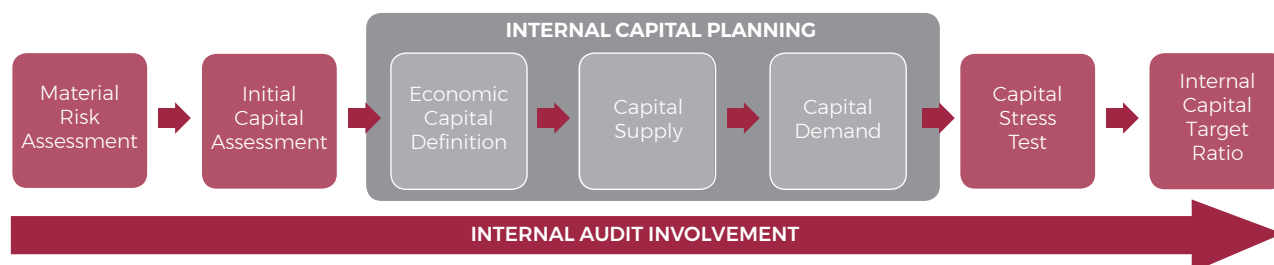 INTERNAL CAPITAL PLANNING
Material
Risk
Assessment
Initial
Capital
Assessment
Economic
Capital
Definition
Capital
Supply
Capital
Demand
Capital
Stress
Test
Internal
Capital
Target
Ratio
INTERNAL AUDIT INVOLVEMENT